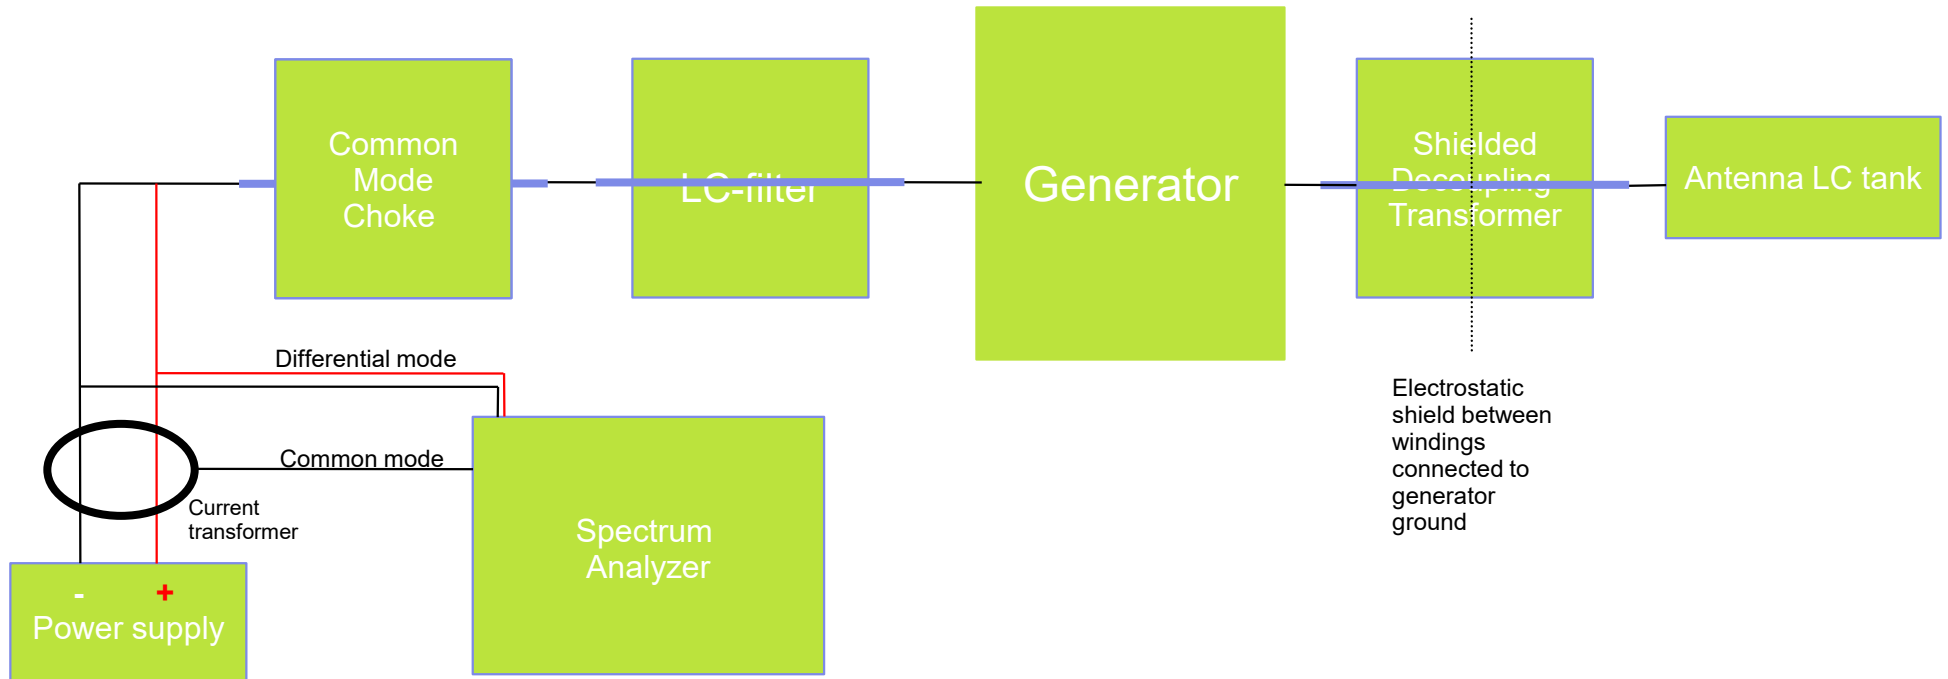 Common
Mode
Choke
LC-filter
Generator
Shielded
Decoupling
Transformer
Antenna LC tank
Differential mode
Common mode
Current
transformer
Spectrum
Analyzer
- +
Power supply
Electrostatic
shield between
windings
connected to
generator
ground